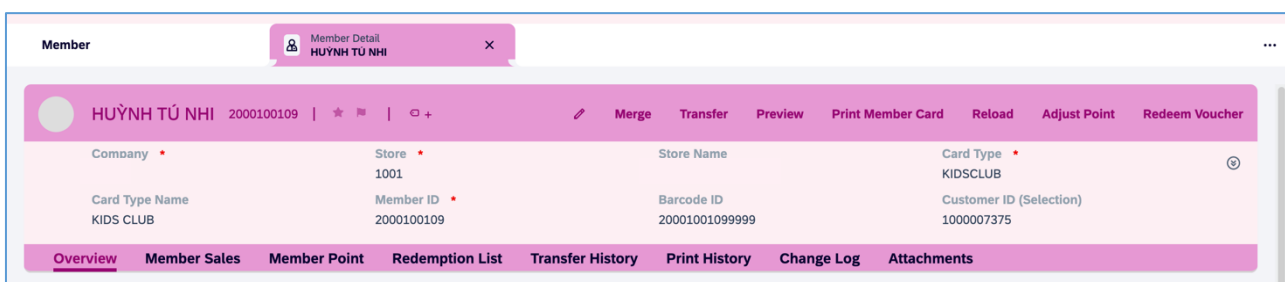 Member
Member Detail
HUỲNH TÚ NHI
HUỲNH TÚ NHI 2000100109 Merge Transfer Preview Print Member Card Reload Adjust Point Redeem Voucher
Company * Store * Store Name Card Type *
1001 KIDSCLUB
Card Type Name Member ID * Barcode ID Customer ID (Selection)
KIDS CLUB 2000100109 20001001099999 1000007375
Overview Member Sales Member Point Redemption List Transfer History Print History Change Log Attachments